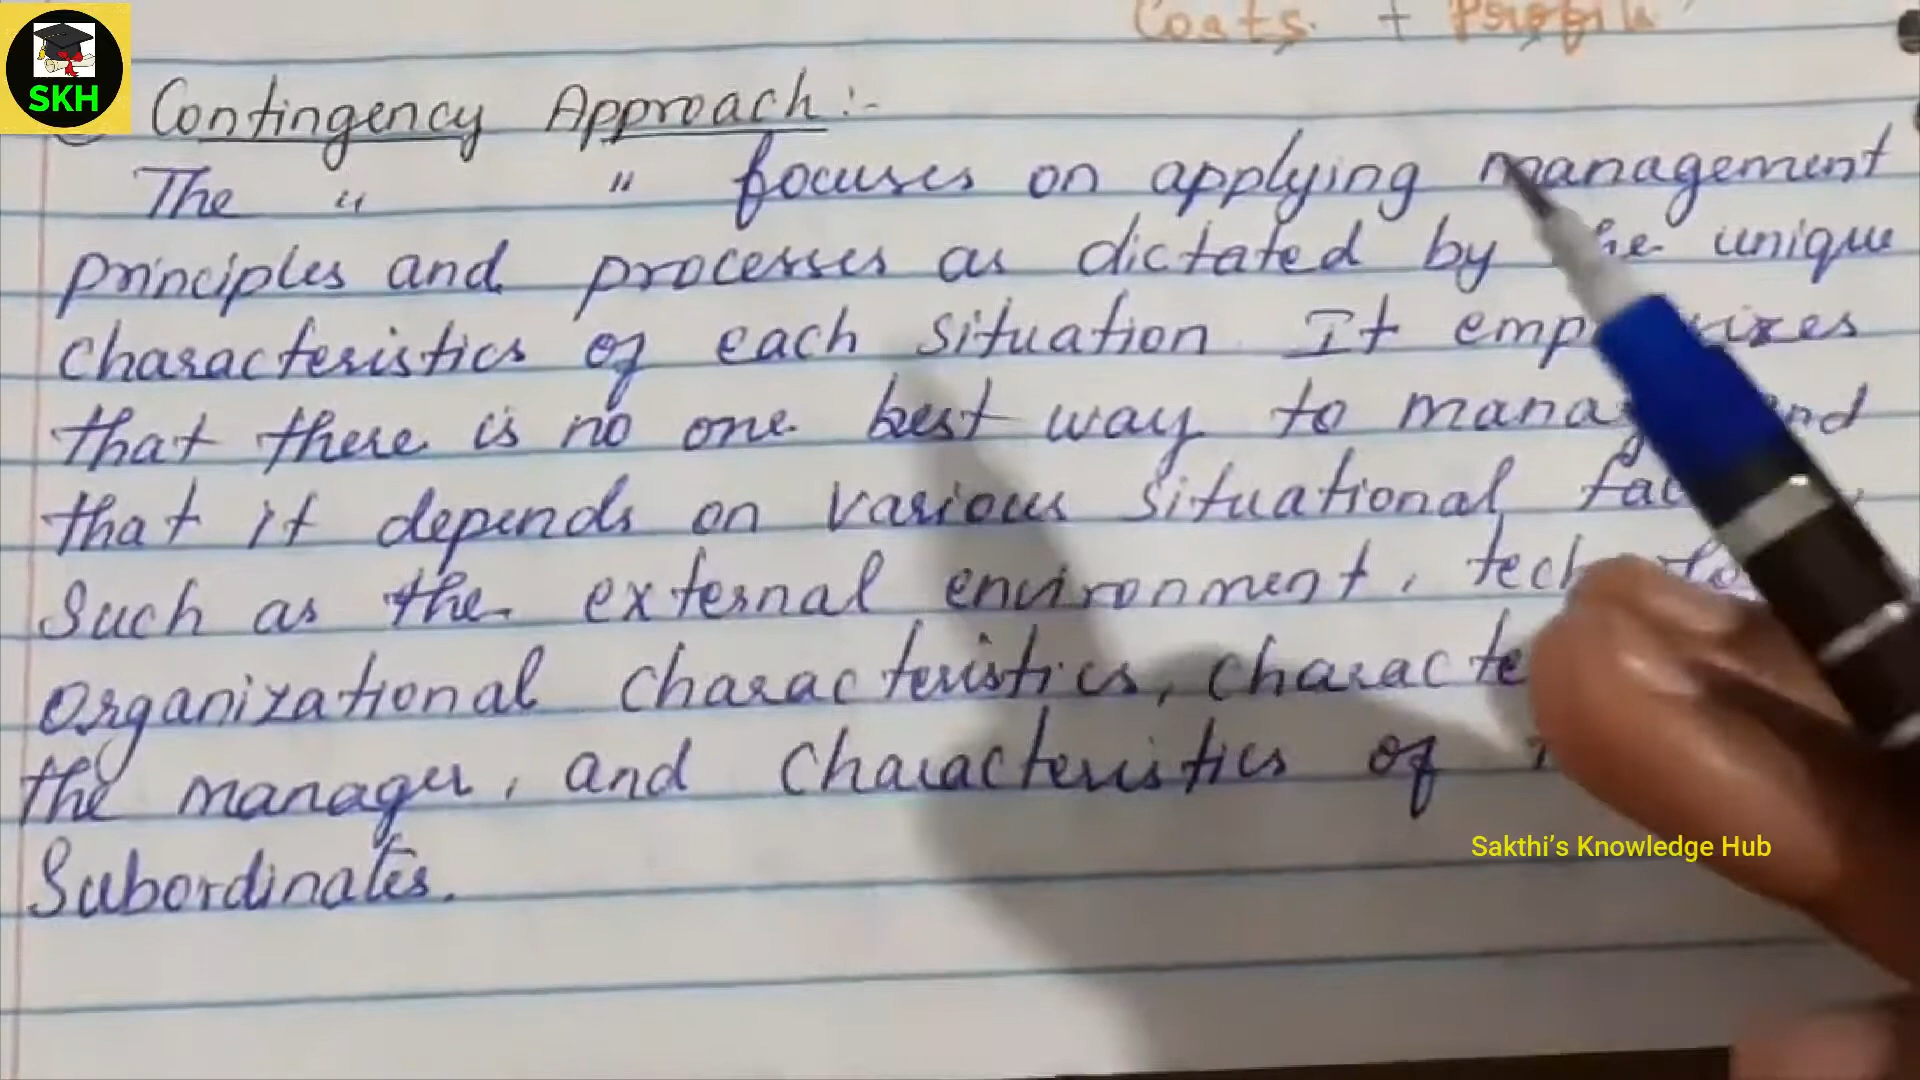 Costs. + Profit
SKH
Contingency Approach:-
The " " focuses on applying management
principles and processes as dictated by the unique
characteristics of each situation. It emp
that there is no one best way to mana
that it depends on various situational fac
Such as the external environment, tech
Organizational characteristics, characte
the manager, and characteristics of
Subordinates.
Sakthi's Knowledge Hub